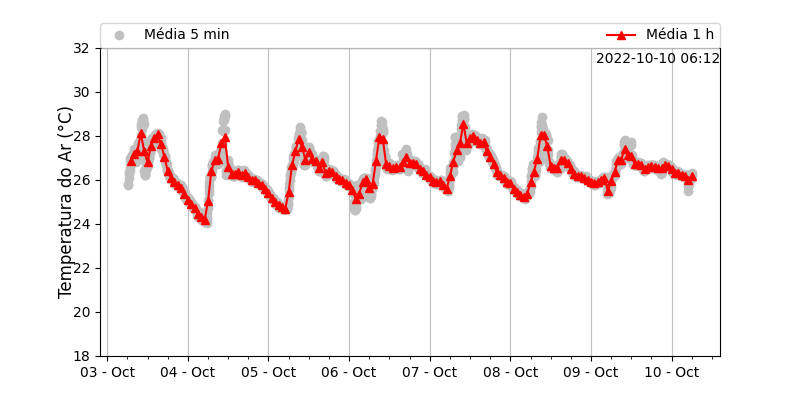 Média 5 min
Média 1 h
2022-10-10 06:12
Temperatura do Ar (°C)
32
30
28
26
24
22
20
18
03 - Oct
04 - Oct
05 - Oct
06 - Oct
07 - Oct
08 - Oct
09 - Oct
10 - Oct